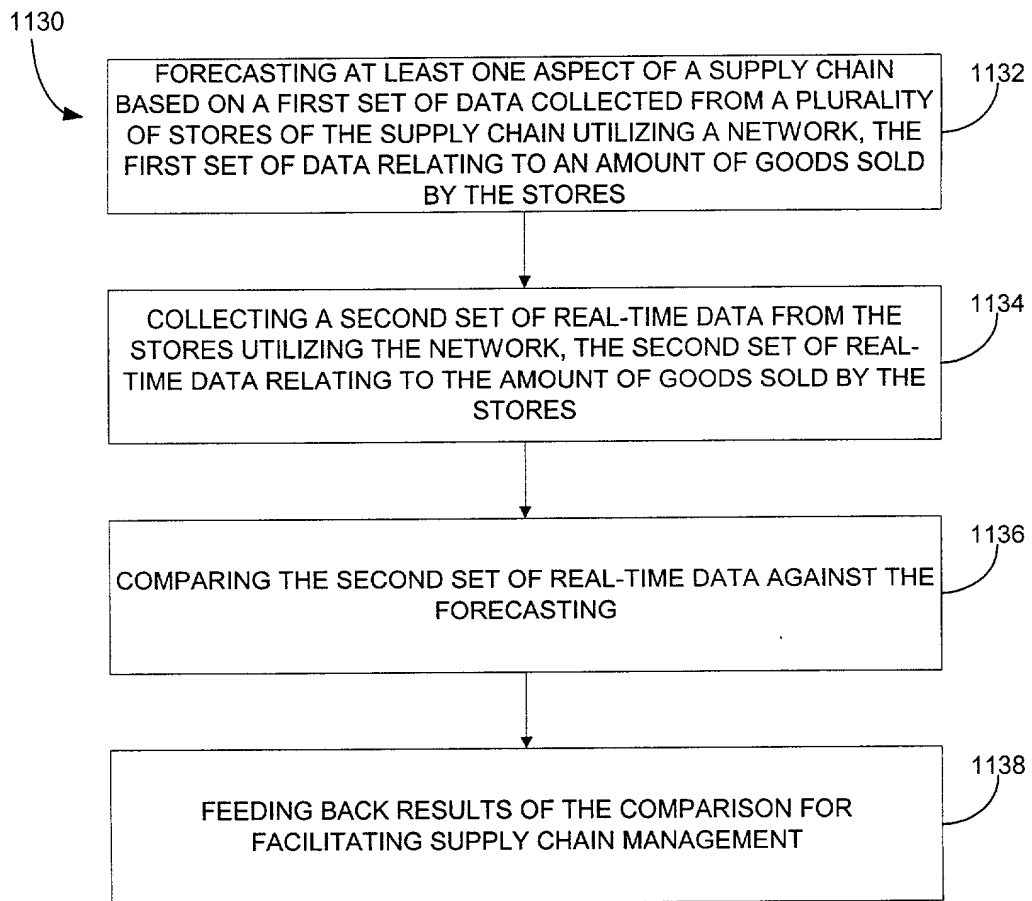 1130
FORECASTING AT LEAST ONE ASPECT OF A SUPPLY CHAIN
BASED ON A FIRST SET OF DATA COLLECTED FROM A PLURALITY
OF STORES OF THE SUPPLY CHAIN UTILIZING A NETWORK, THE
FIRST SET OF DATA RELATING TO AN AMOUNT OF GOODS SOLD
BY THE STORES
1132
COLLECTING A SECOND SET OF REAL-TIME DATA FROM THE
STORES UTILIZING THE NETWORK, THE SECOND SET OF REAL-
TIME DATA RELATING TO THE AMOUNT OF GOODS SOLD BY THE
STORES
1134
COMPARING THE SECOND SET OF REAL-TIME DATA AGAINST THE
FORECASTING
1136
FEEDING BACK RESULTS OF THE COMPARISON FOR
FACILITATING SUPPLY CHAIN MANAGEMENT
1138